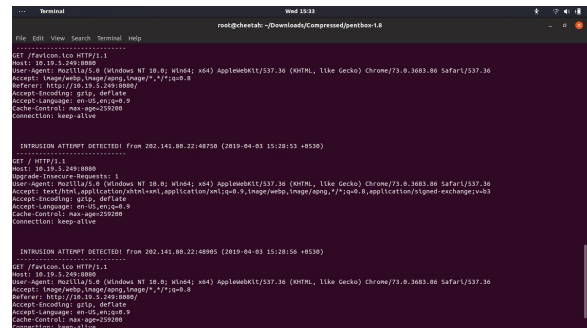 Terminal
Wed 15:33
root@cheetah: ~/Downloads/Compressed/pentbox-1.8
File Edit View Search Terminal Help
----------------------------
GET /favicon.ico HTTP/1.1
Host: 10.19.5.249:8080
User-Agent: Mozilla/5.0 (Windows NT 10.0; Win64; x64) AppleWebKit/537.36 (KHTML, like Gecko) Chrome/73.0.3683.86 Safari/537.36
Accept: image/webp,image/apng,image/*,*/*;q=0.8
Referer: http://10.19.5.249:8080/
Accept-Encoding: gzip, deflate
Accept-Language: en-US,en;q=0.9
Cache-Control: max-age=259200
Connection: keep-alive
INTRUSION ATTEMPT DETECTED! from 202.141.80.22:48750 (2019-04-03 15:28:53 +0530)
----------------------------
GET / HTTP/1.1
Host: 10.19.5.249:8080
Upgrade-Insecure-Requests: 1
User-Agent: Mozilla/5.0 (Windows NT 10.0; Win64; x64) AppleWebKit/537.36 (KHTML, like Gecko) Chrome/73.0.3683.86 Safari/537.36
Accept: text/html,application/xhtml+xml,application/xml;q=0.9,image/webp,image/apng,*/*;q=0.8,application/signed-exchange;v=b3
Accept-Encoding: gzip, deflate
Accept-Language: en-US,en;q=0.9
Cache-Control: max-age=259200
Connection: keep-alive
INTRUSION ATTEMPT DETECTED! from 202.141.80.22:48905 (2019-04-03 15:28:56 +0530)
----------------------------
GET /favicon.ico HTTP/1.1
Host: 10.19.5.249:8080
User-Agent: Mozilla/5.0 (Windows NT 10.0; Win64; x64) AppleWebKit/537.36 (KHTML, like Gecko) Chrome/73.0.3683.86 Safari/537.36
Accept: image/webp,image/apng,image/*,*/*;q=0.8
Referer: http://10.19.5.249:8080/
Accept-Encoding: gzip, deflate
Accept-Language: en-US,en;q=0.9
Cache-Control: max-age=259200
Connection: keep-alive